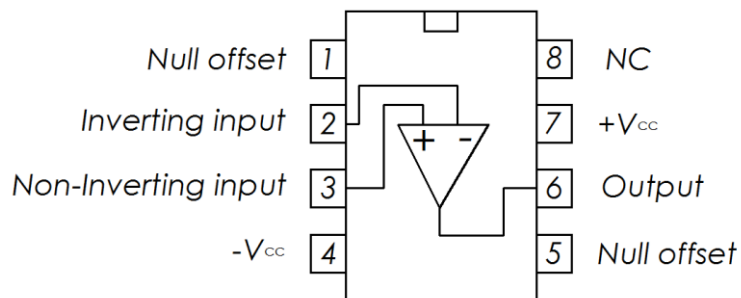 Null offset 1 8 NC
Inverting input 2 7 +Vcc
+ -
Non-Inverting input 3 6 Output
-Vcc 4 5 Null offset